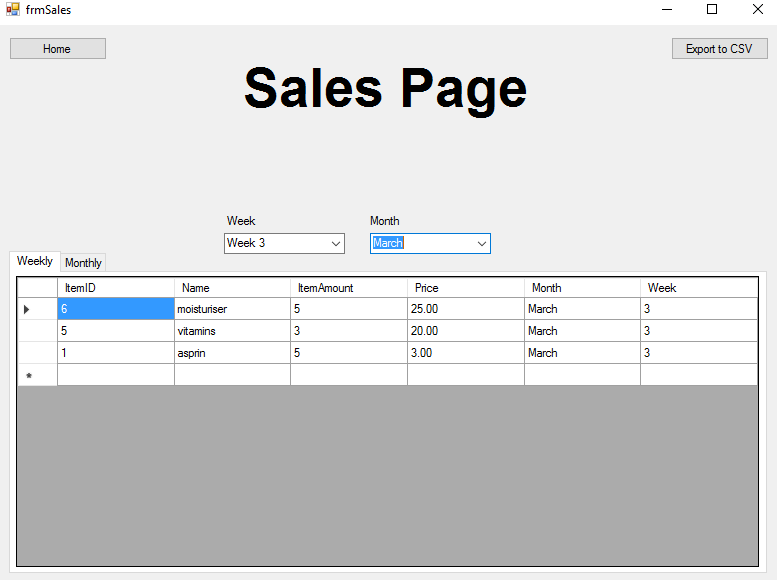 frmSales
Home
Export to CSV
Sales Page
Week Month
Week 3 March
Weekly Monthly
ItemID Name ItemAmount Price Month Week
6 moisturiser 5 25.00 March 3
5 vitamins 3 20.00 March 3
1 asprin 5 3.00 March 3
*